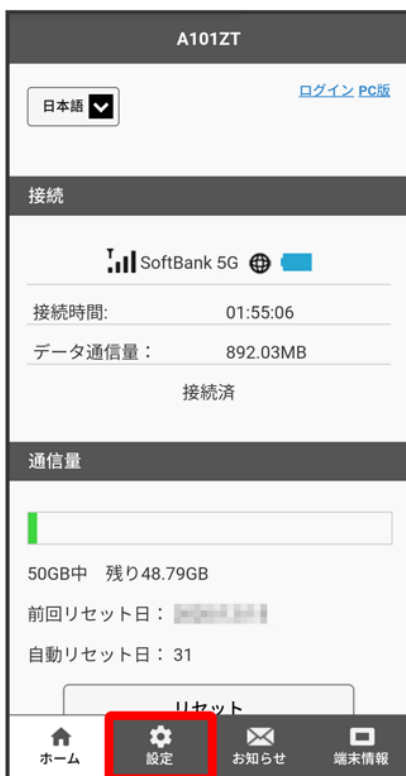 A101ZT
日本語
ログイン PC版
接続
SoftBank 5G
接続時間: 01:55:06
データ通信量： 892.03MB
接続済
通信量
50GB中 残り48.79GB
前回リセット日：
自動リセット日： 31
リセット
ホーム 設定 お知らせ 端末情報